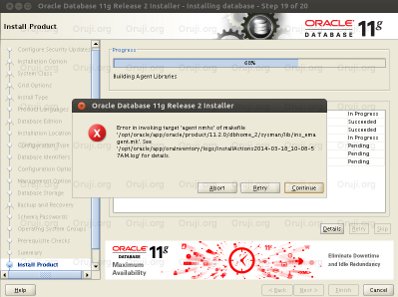 Oracle Database 11g Release 2 Installer - Installing database - Step 19 of 20
Install Product
ORACLE
DATABASE
11g
Configure Security Updates
Installation Option
System Class
Grid Options
Install Type
Product Languages
Database Edition
Installation Location
Configuration Type
Database Identifiers
Configuration Options
Management Options
Database Storage
Backup and Recovery
Schema Passwords
Operating System Groups
Prerequisite Checks
Summary
Install Product
Progress
68%
Building Agent Libraries
In Progress
Succeeded
Succeeded
In Progress
Pending
Pending
Pending
Oracle Database 11g Release 2 Installer
Error in invoking target 'agent nmhs' of makefile
'/opt/oracle/app/oracle/product/11.2.0/dbhome_2/sysman/lib/ins_em
agent.mk'. See
'/opt/oracle/app/oraInventory/logs/installActions2014-03-18_10-08-5
7AM.log' for details.
Abort
Retry
Continue
Details
Retry
Skip
ORACLE
DATABASE
11g
Maximum
Availability
Eliminate Downtime
and Idle Redundancy
Help
< Back
Next >
Finish
Cancel
Oruji.org